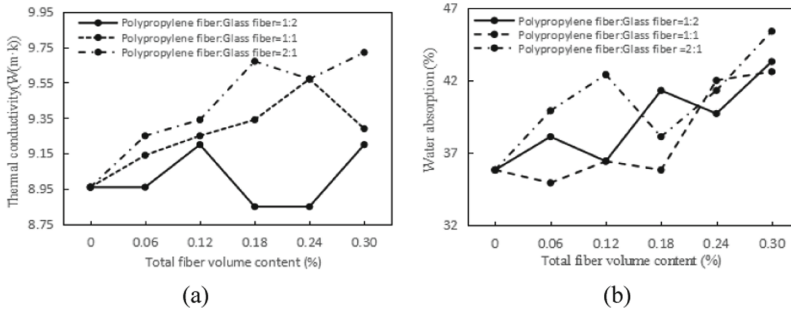 9.95
9.75
9.55
9.35
9.15
8.95
8.75
Thermal conductivity(W(m·k)
Polypropylene fiber:Glass fiber=1:2
Polypropylene fiber:Glass fiber=1:1
Polypropylene fiber:Glass fiber=2:1
0 0.06 0.12 0.18 0.24 0.30
Total fiber volume content (%)
(a)
47
42
37
32
Water absorption (%)
Polypropylene fiber:Glass fiber=1:2
Polypropylene fiber:Glass fiber=1:1
Polypropylene fiber:Glass fiber =2:1
0 0.06 0.12 0.18 0.24 0.30
Total fiber volume content (%)
(b)